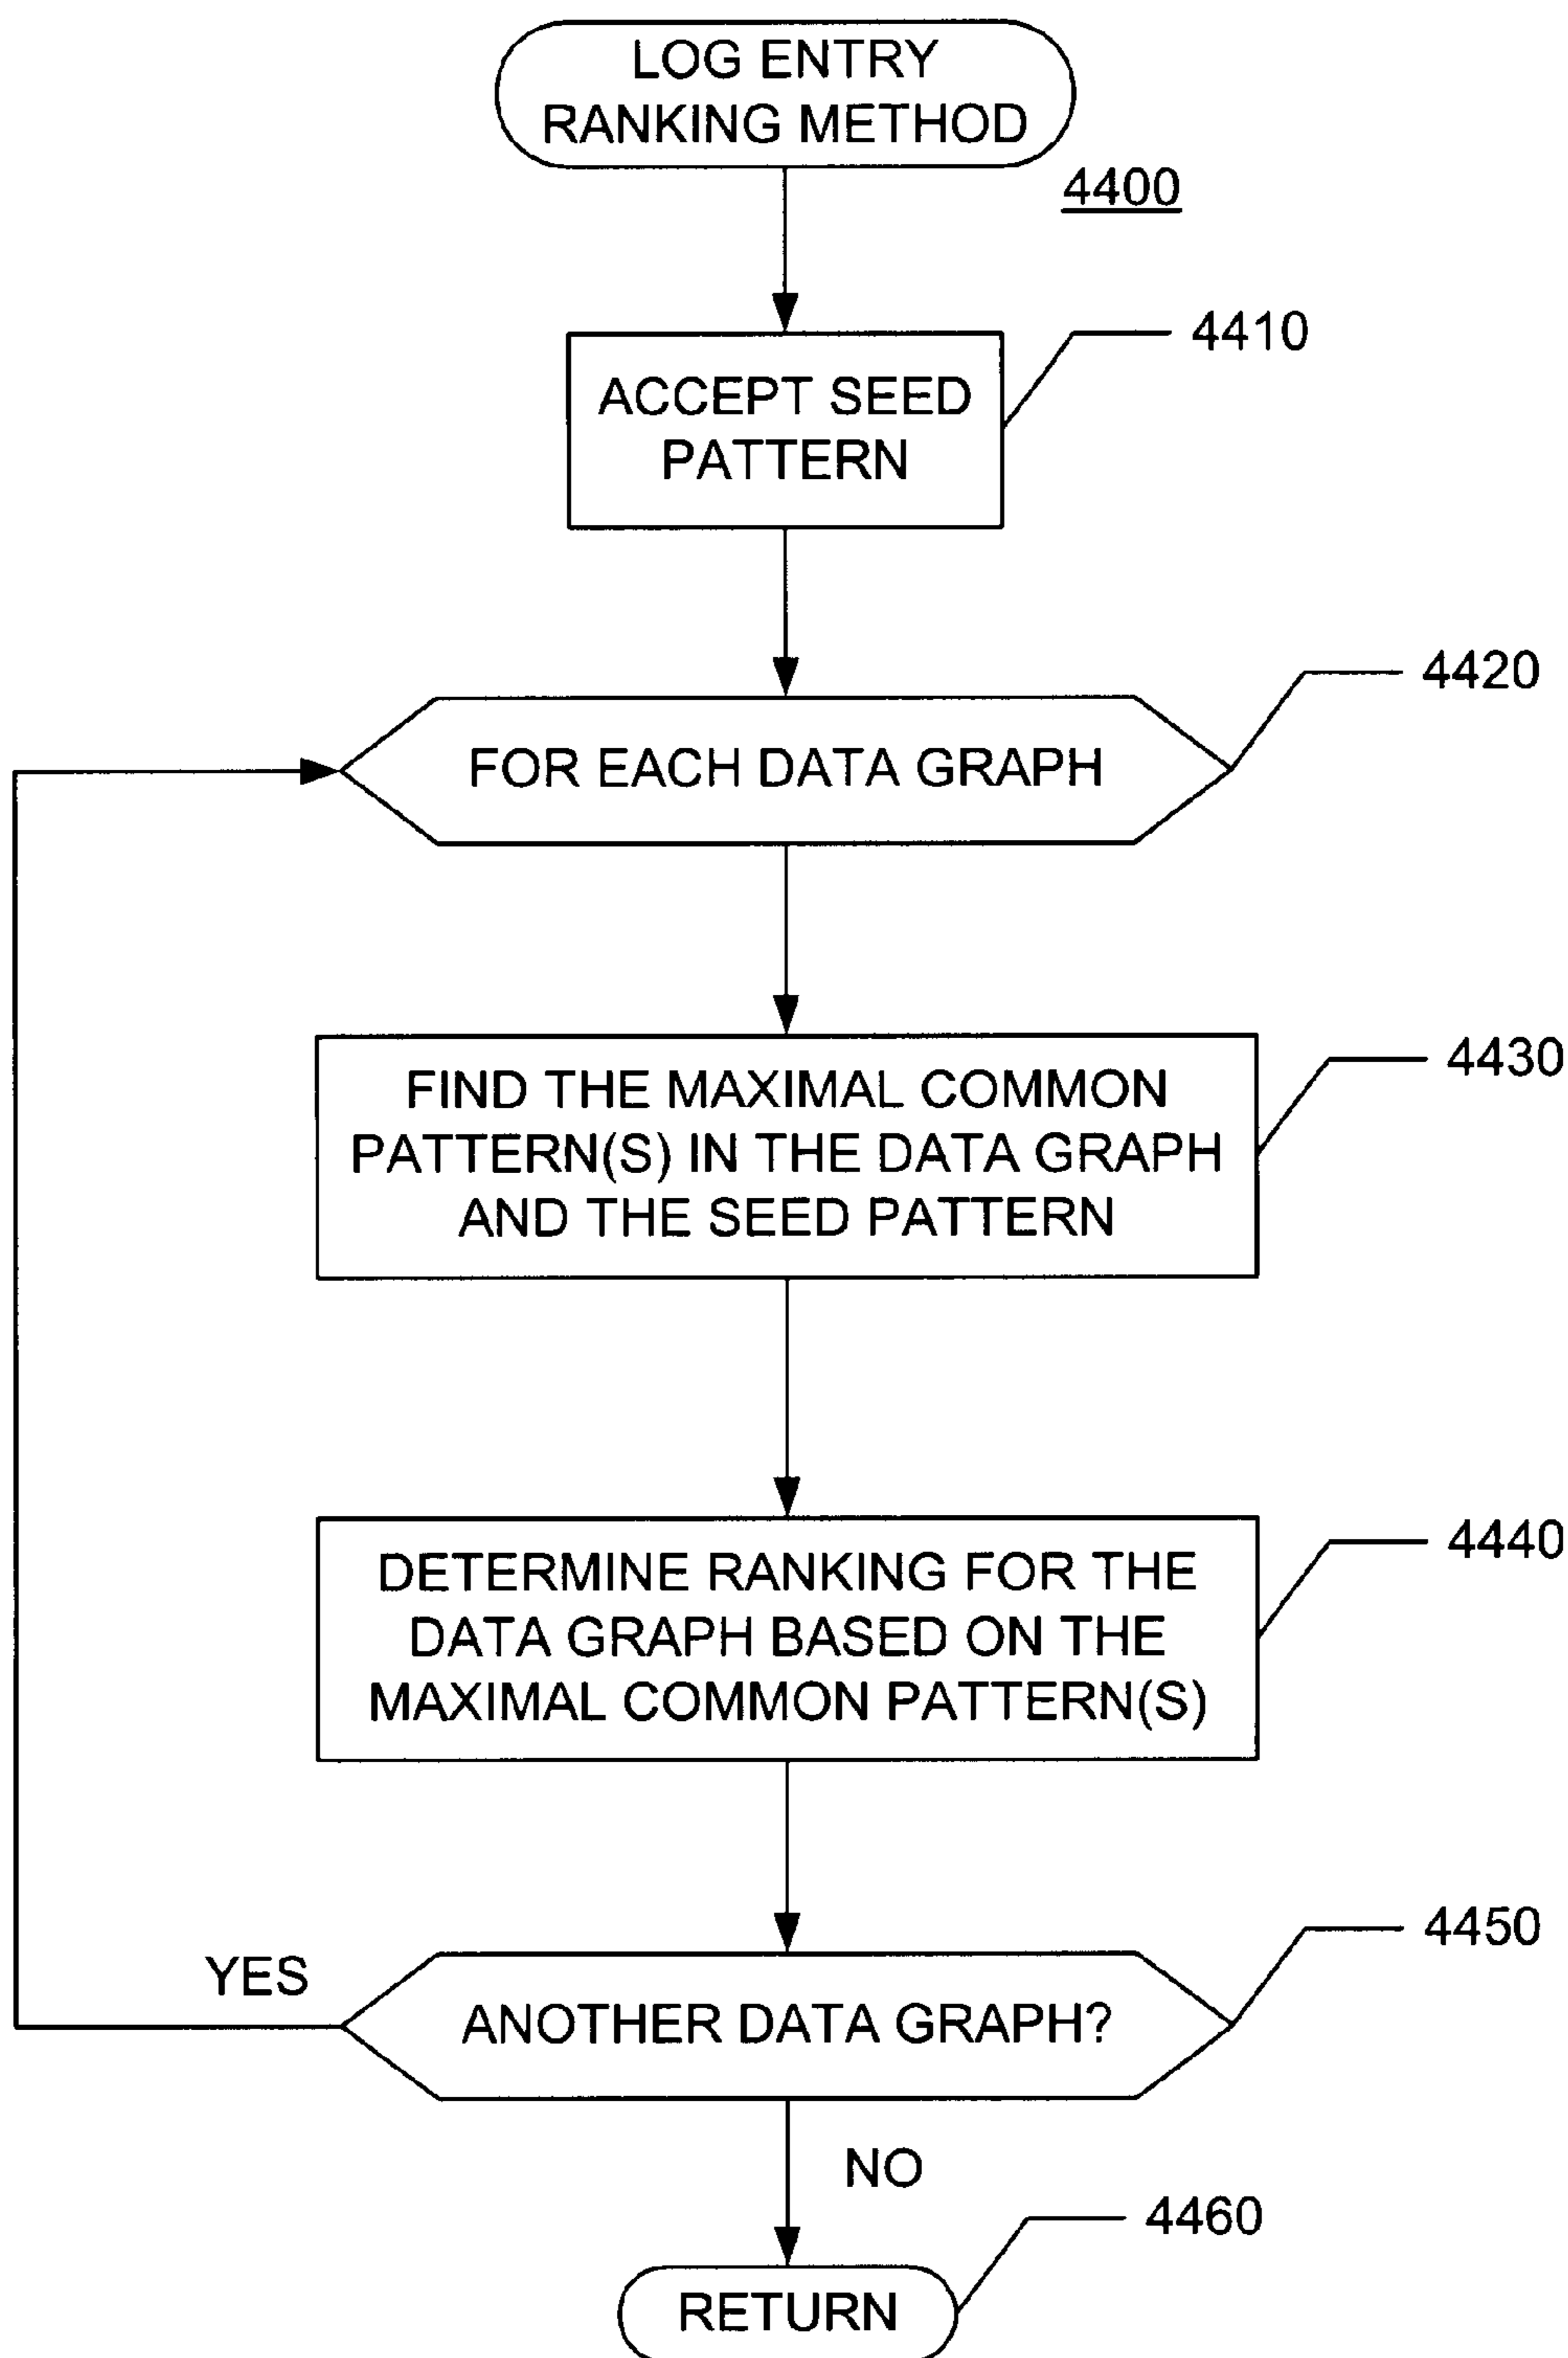 LOG ENTRY
RANKING METHOD
4400
4410
ACCEPT SEED
PATTERN
4420
FOR EACH DATA GRAPH
4430
FIND THE MAXIMAL COMMON
PATTERN(S) IN THE DATA GRAPH
AND THE SEED PATTERN
4440
DETERMINE RANKING FOR THE
DATA GRAPH BASED ON THE
MAXIMAL COMMON PATTERN(S)
4450
YES
ANOTHER DATA GRAPH?
NO
4460
RETURN